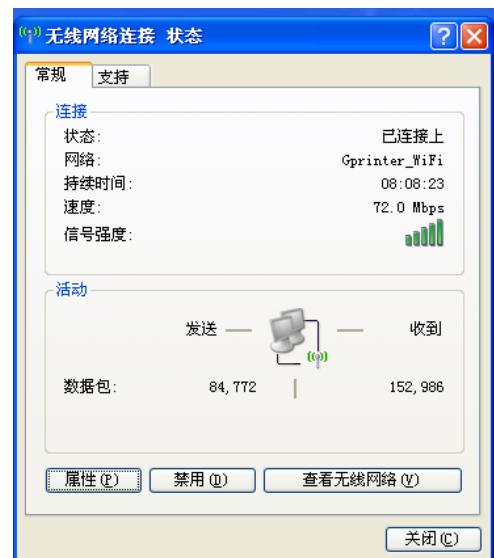 无线网络连接 状态
常规 支持
连接
状态: 已连接上
网络: Gprinter_WiFi
持续时间: 08:08:23
速度: 72.0 Mbps
信号强度:
活动
发送 — — 收到
数据包: 84,772 | 152,986
属性(P) 禁用(D) 查看无线网络(V)
关闭(C)